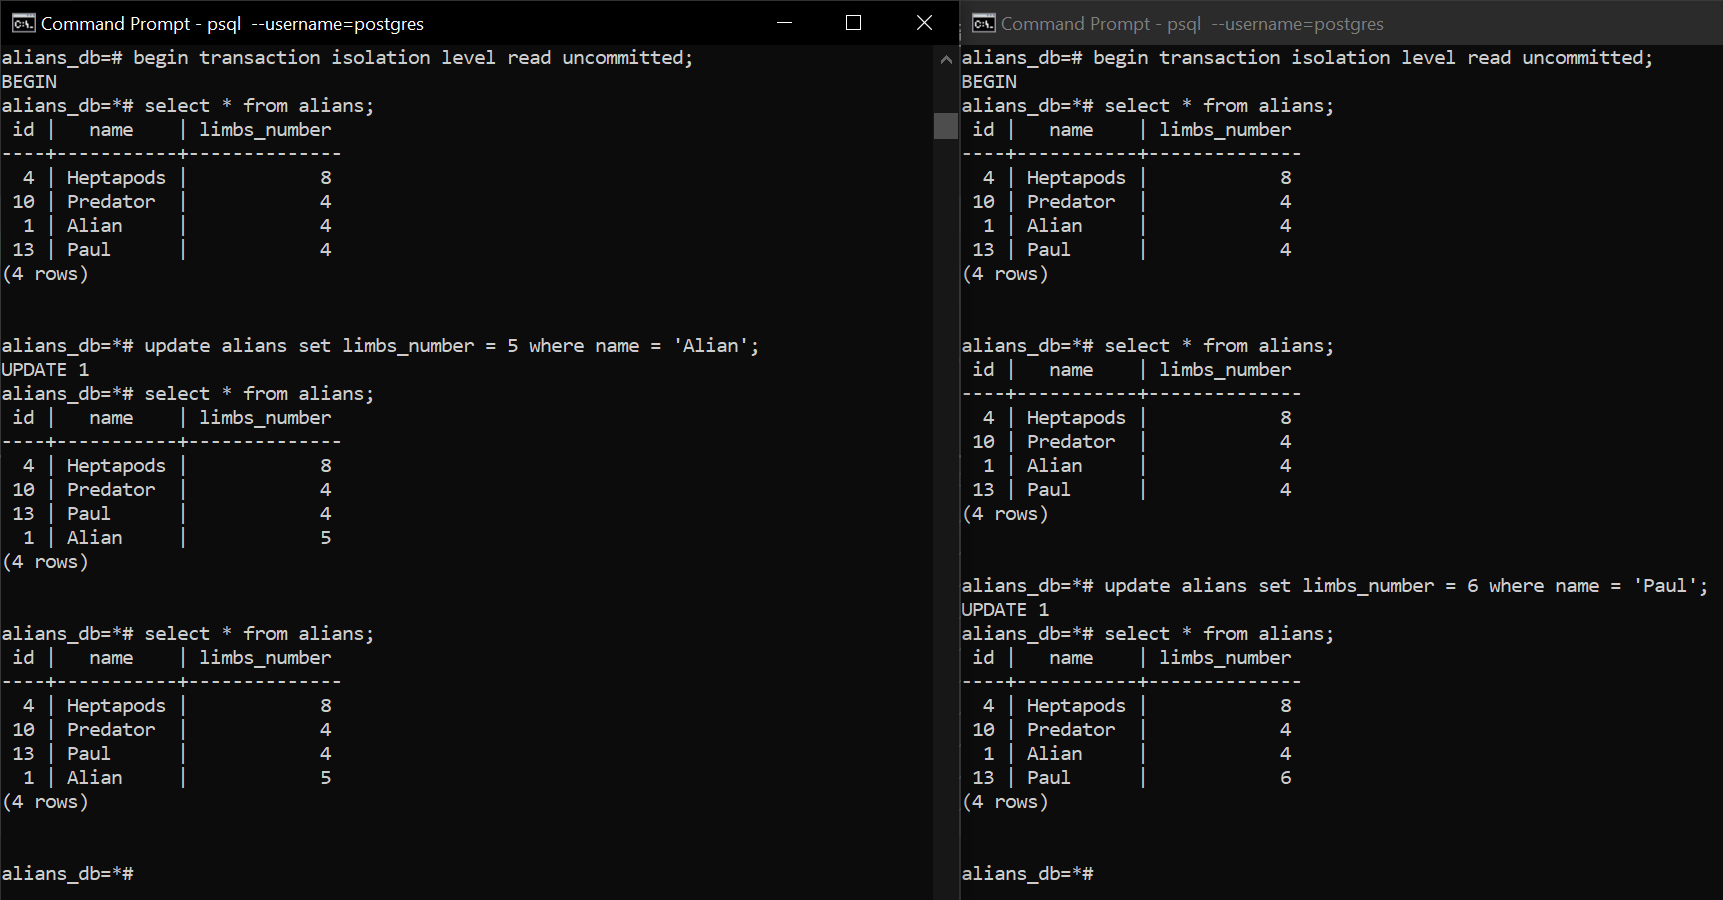 Command Prompt - psql  --username=postgres
alians_db=# begin transaction isolation level read uncommitted;
BEGIN
alians_db=*# select * from alians;
 id |   name    | limbs_number
----+-----------+--------------
  4 | Heptapods |            8
 10 | Predator  |            4
  1 | Alian     |            4
 13 | Paul      |            4
(4 rows)
alians_db=*# update alians set limbs_number = 5 where name = 'Alian';
UPDATE 1
alians_db=*# select * from alians;
 id |   name    | limbs_number
----+-----------+--------------
  4 | Heptapods |            8
 10 | Predator  |            4
 13 | Paul      |            4
  1 | Alian     |            5
(4 rows)
alians_db=*# select * from alians;
 id |   name    | limbs_number
----+-----------+--------------
  4 | Heptapods |            8
 10 | Predator  |            4
 13 | Paul      |            4
  1 | Alian     |            5
(4 rows)
alians_db=*#
Command Prompt - psql  --username=postgres
alians_db=# begin transaction isolation level read uncommitted;
BEGIN
alians_db=*# select * from alians;
 id |   name    | limbs_number
----+-----------+--------------
  4 | Heptapods |            8
 10 | Predator  |            4
  1 | Alian     |            4
 13 | Paul      |            4
(4 rows)
alians_db=*# select * from alians;
 id |   name    | limbs_number
----+-----------+--------------
  4 | Heptapods |            8
 10 | Predator  |            4
  1 | Alian     |            4
 13 | Paul      |            4
(4 rows)
alians_db=*# update alians set limbs_number = 6 where name = 'Paul';
UPDATE 1
alians_db=*# select * from alians;
 id |   name    | limbs_number
----+-----------+--------------
  4 | Heptapods |            8
 10 | Predator  |            4
  1 | Alian     |            4
 13 | Paul      |            6
(4 rows)
alians_db=*#